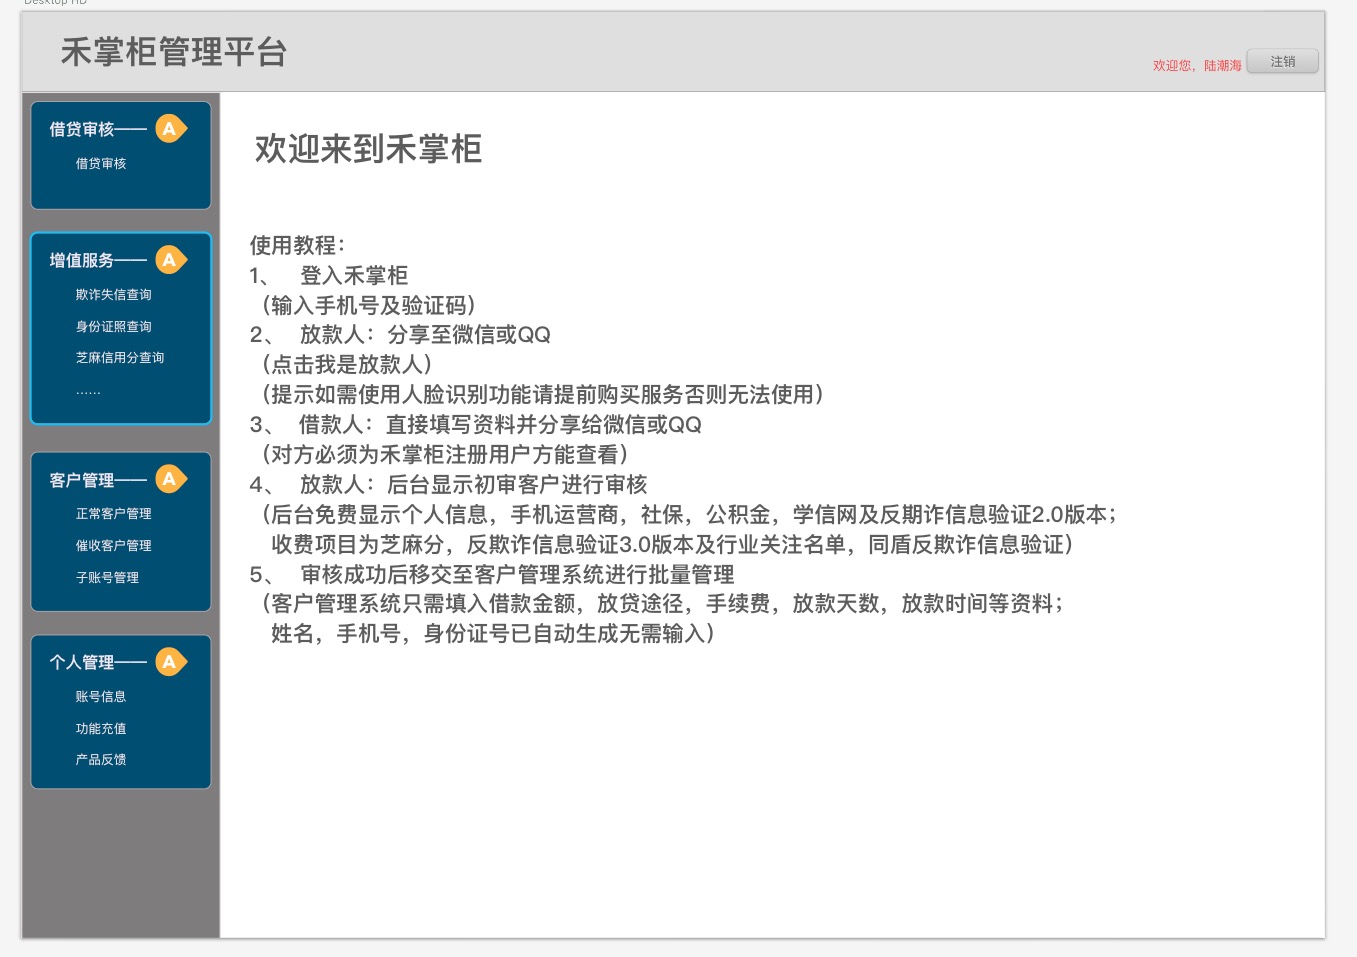 Desktop HD
禾掌柜管理平台
欢迎您，陆潮海
注销
借贷审核——
A
借贷审核
增值服务——
A
欺诈失信查询
身份证照查询
芝麻信用分查询
……
客户管理——
A
正常客户管理
催收客户管理
子账号管理
个人管理——
A
账号信息
功能充值
产品反馈
欢迎来到禾掌柜
使用教程：
1、 登入禾掌柜
（输入手机号及验证码）
2、 放款人：分享至微信或QQ
（点击我是放款人）
（提示如需使用人脸识别功能请提前购买服务否则无法使用）
3、 借款人：直接填写资料并分享给微信或QQ
（对方必须为禾掌柜注册用户方能查看）
4、 放款人：后台显示初审客户进行审核
（后台免费显示个人信息，手机运营商，社保，公积金，学信网及反期诈信息验证2.0版本；
收费项目为芝麻分，反欺诈信息验证3.0版本及行业关注名单，同盾反欺诈信息验证）
5、 审核成功后移交至客户管理系统进行批量管理
（客户管理系统只需填入借款金额，放贷途径，手续费，放款天数，放款时间等资料；
姓名，手机号，身份证号已自动生成无需输入）